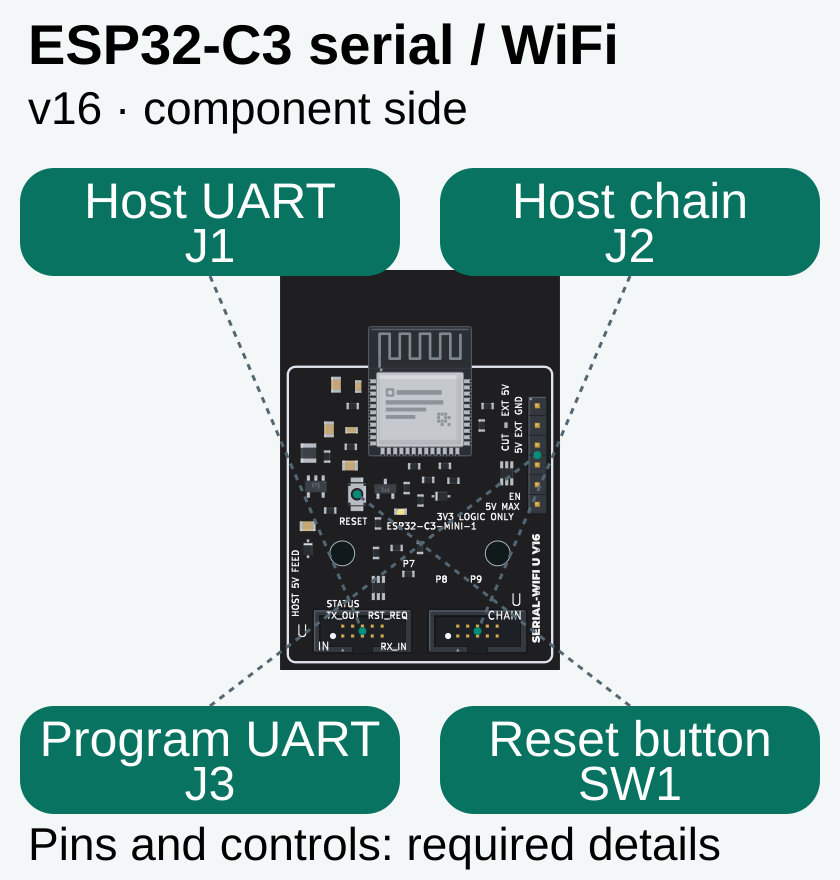 ESP32-C3 serial / WiFi
v16 · component side
Host UART
J1
Host chain
J2
CUT = EXT 5V
5V EXT GND
EN
5V MAX
3V3 LOGIC ONLY
RESET
ESP32-C3-MINI-1
P7
P8
P9
HOST 5V FEED
SERIAL-WIFI U V16
STATUS
TX_OUT
RST_REQ
U
IN
RX_IN
U
CHAIN
Program UART
J3
Reset button
SW1
Pins and controls: required details